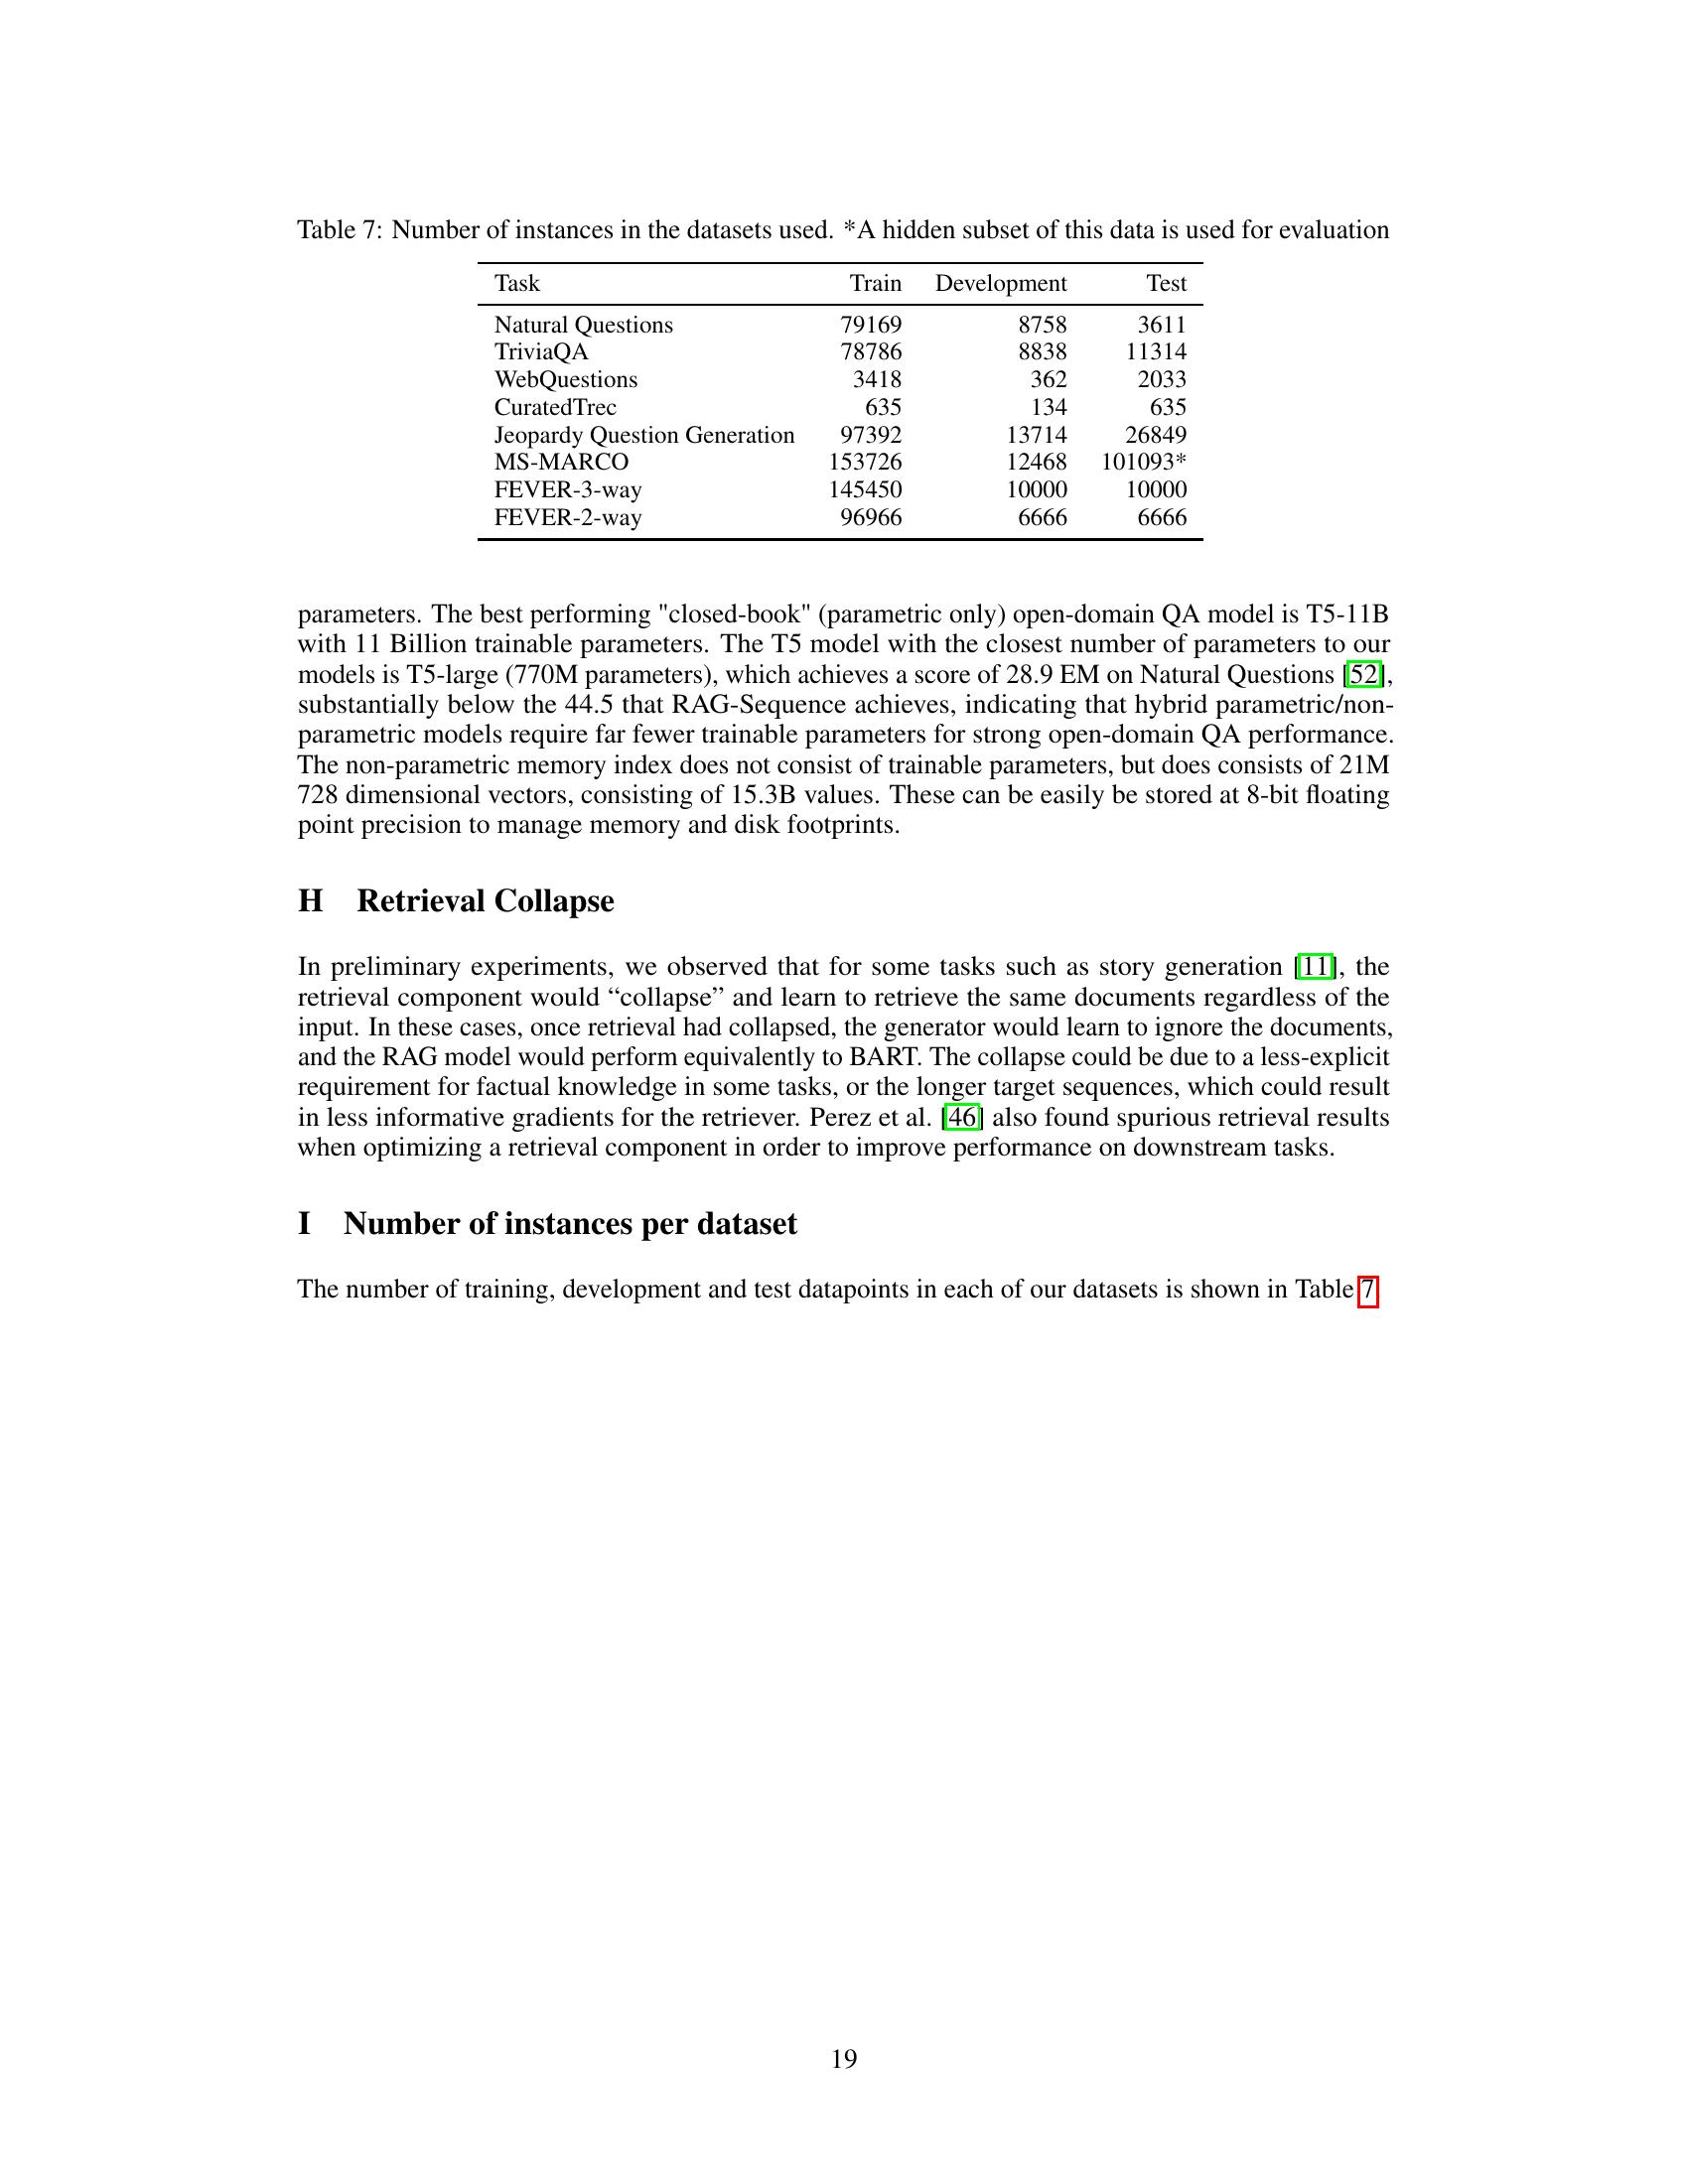 Table 7: Number of instances in the datasets used. *A hidden subset of this data is used for evaluation
Task Train Development Test
Natural Questions 79169 8758 3611
TriviaQA 78786 8838 11314
WebQuestions 3418 362 2033
CuratedTrec 635 134 635
Jeopardy Question Generation 97392 13714 26849
MS-MARCO 153726 12468 101093*
FEVER-3-way 145450 10000 10000
FEVER-2-way 96966 6666 6666
parameters. The best performing "closed-book" (parametric only) open-domain QA model is T5-11B
with 11 Billion trainable parameters. The T5 model with the closest number of parameters to our
models is T5-large (770M parameters), which achieves a score of 28.9 EM on Natural Questions [52],
substantially below the 44.5 that RAG-Sequence achieves, indicating that hybrid parametric/non-
parametric models require far fewer trainable parameters for strong open-domain QA performance.
The non-parametric memory index does not consist of trainable parameters, but does consists of 21M
728 dimensional vectors, consisting of 15.3B values. These can be easily be stored at 8-bit floating
point precision to manage memory and disk footprints.
H Retrieval Collapse
In preliminary experiments, we observed that for some tasks such as story generation [11], the
retrieval component would “collapse” and learn to retrieve the same documents regardless of the
input. In these cases, once retrieval had collapsed, the generator would learn to ignore the documents,
and the RAG model would perform equivalently to BART. The collapse could be due to a less-explicit
requirement for factual knowledge in some tasks, or the longer target sequences, which could result
in less informative gradients for the retriever. Perez et al. [46] also found spurious retrieval results
when optimizing a retrieval component in order to improve performance on downstream tasks.
I Number of instances per dataset
The number of training, development and test datapoints in each of our datasets is shown in Table 7
19